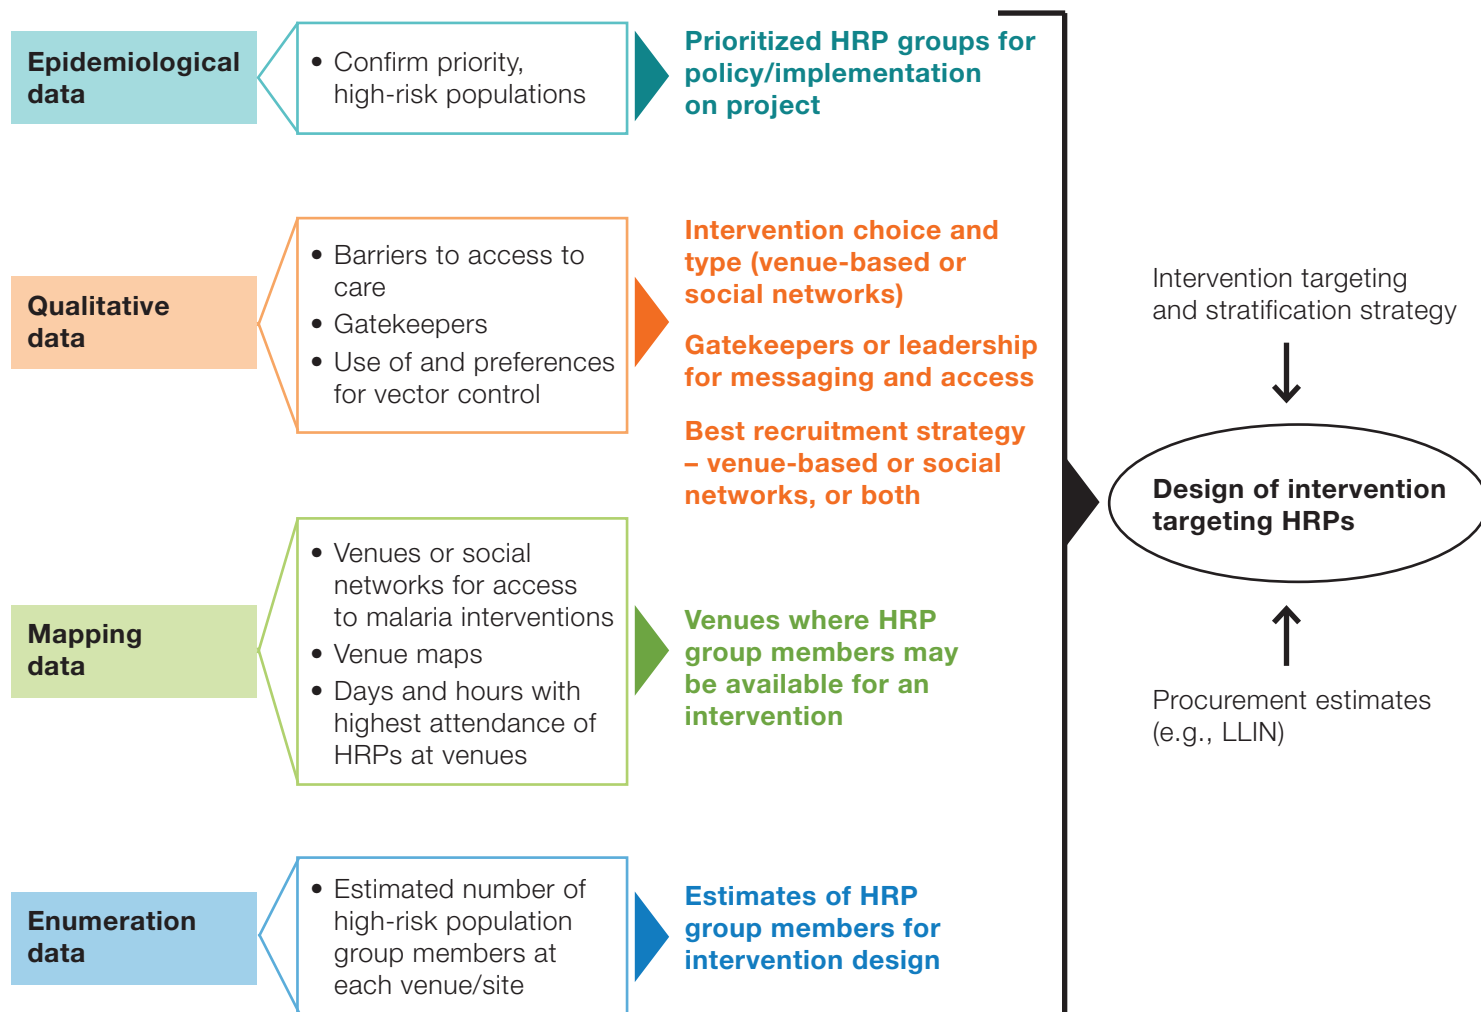 Epidemiological
data
• Confirm priority,
high-risk populations
Prioritized HRP groups for
policy/implementation
on project
Qualitative
data
• Barriers to access to
care
• Gatekeepers
• Use of and preferences
for vector control
Intervention choice and
type (venue-based or
social networks)
Gatekeepers or leadership
for messaging and access
Best recruitment strategy
– venue-based or social
networks, or both
Mapping
data
• Venues or social
networks for access
to malaria interventions
• Venue maps
• Days and hours with
highest attendance of
HRPs at venues
Venues where HRP
group members may
be available for an
intervention
Enumeration
data
• Estimated number of
high-risk population
group members at
each venue/site
Estimates of HRP
group members for
intervention design
Intervention targeting
and stratification strategy
Design of intervention
targeting HRPs
Procurement estimates
(e.g., LLIN)